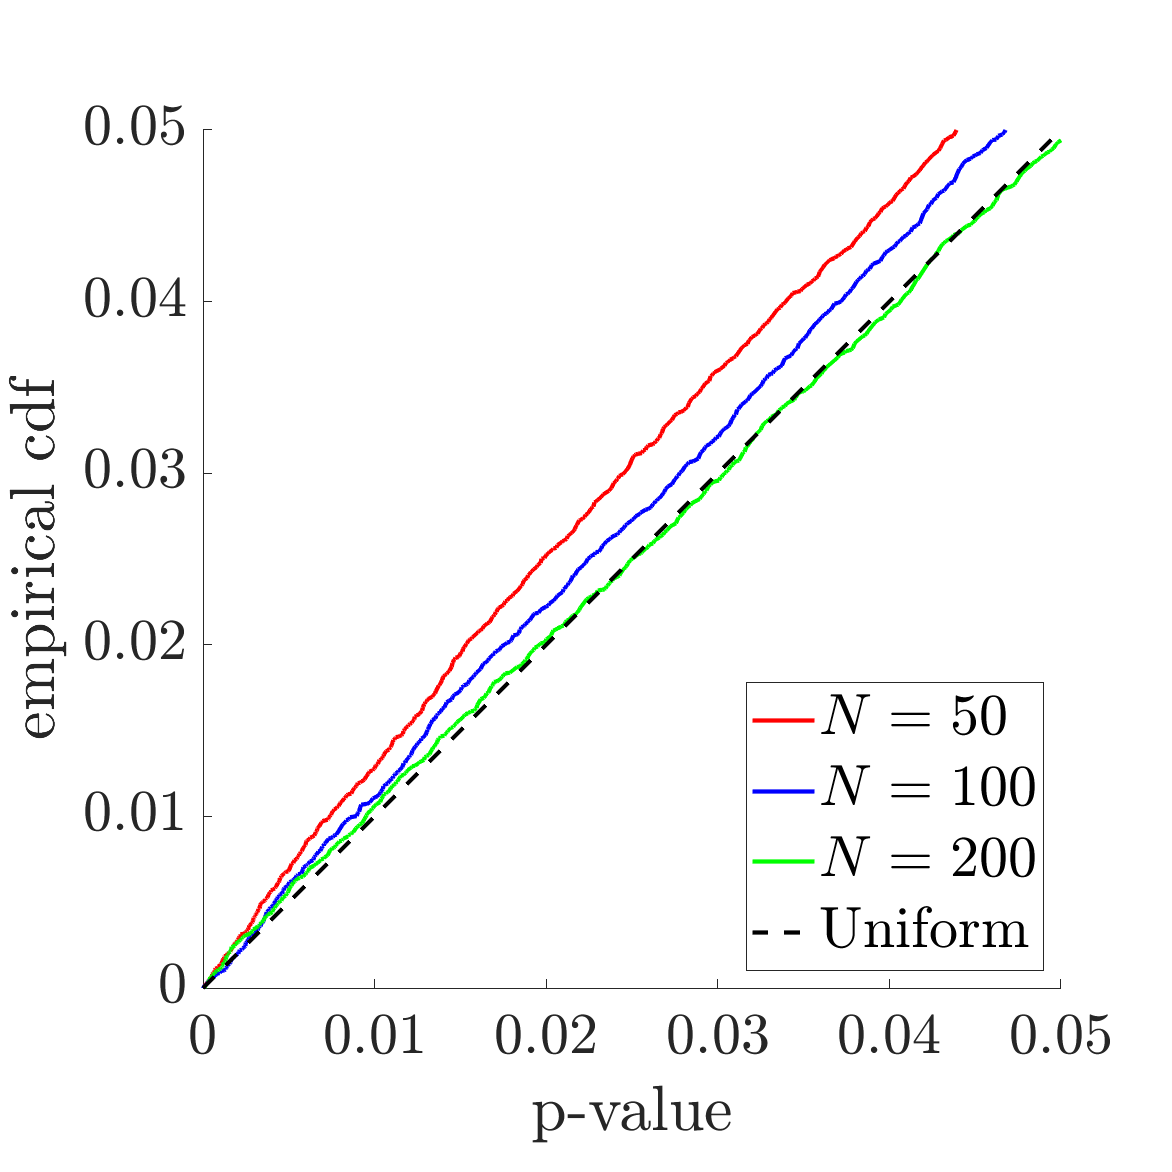 0.05
0.04
0.03
0.02
0.01
0
empirical cdf
N = 50
N = 100
N = 200
Uniform
0 0.01 0.02 0.03 0.04 0.05
p-value